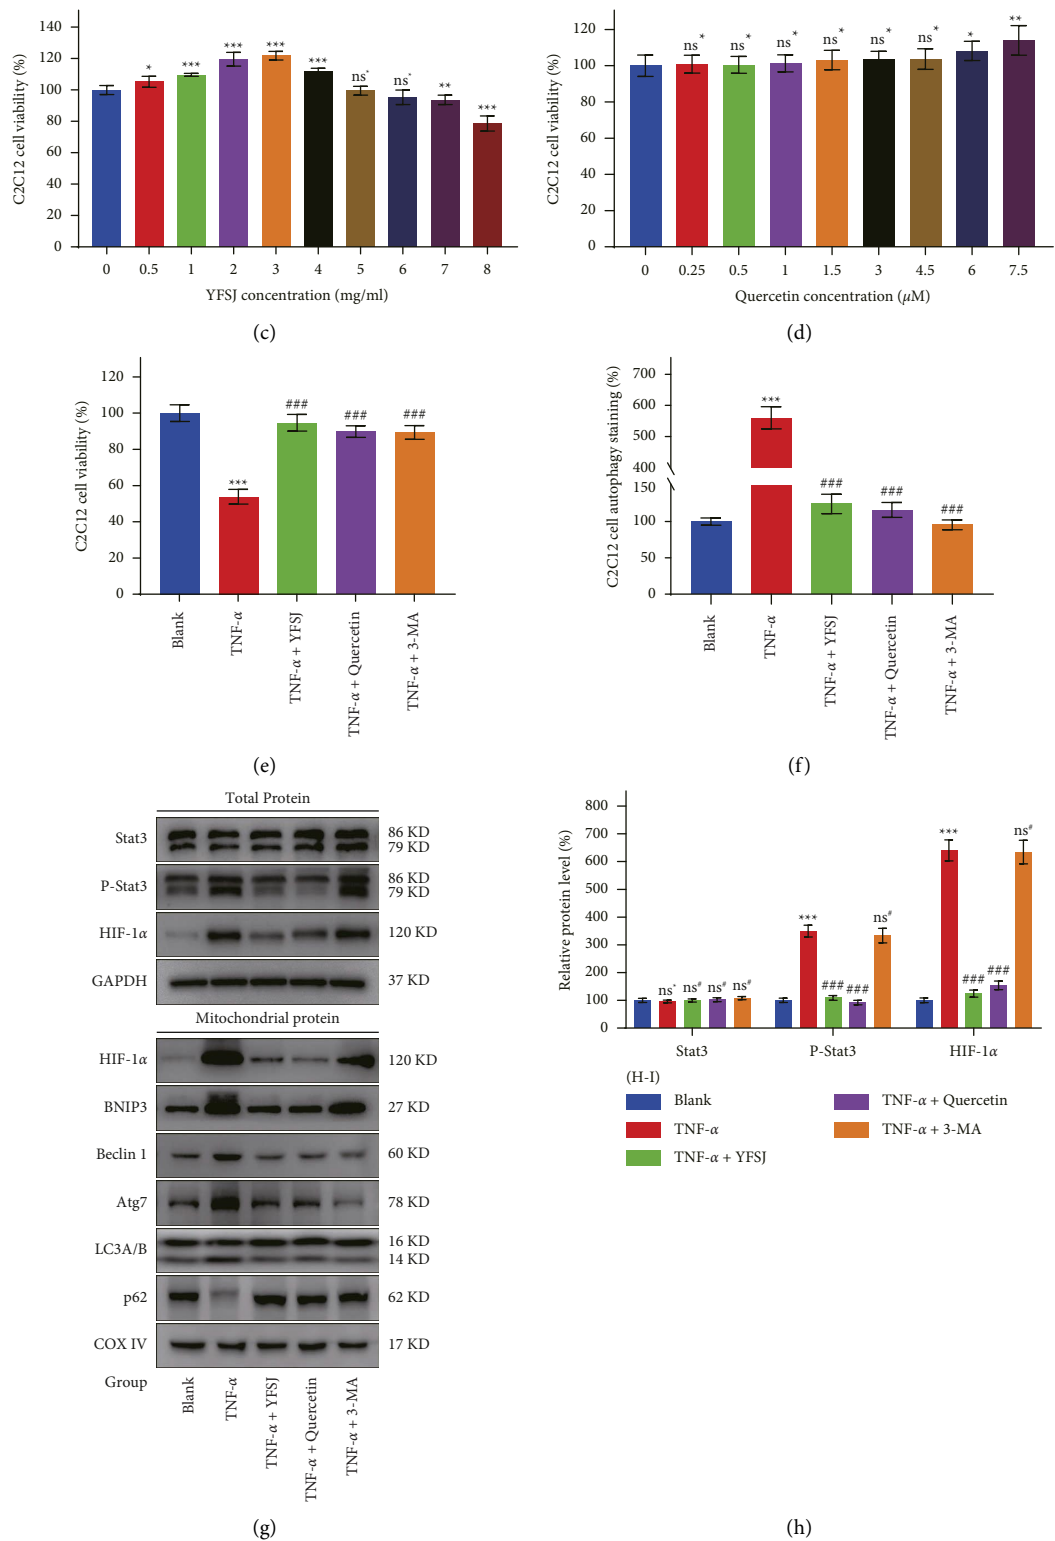 C2C12 cell viability (%)
140
120
100
80
60
40
20
0
* *** *** *** *** ns* ns* ** ***
0 0.5 1 2 3 4 5 6 7 8
YFSJ concentration (mg/ml)
(c)
C2C12 cell viability (%)
120
100
80
60
40
20
0
ns* ns* ns* ns* ns* ns* * **
0 0.25 0.5 1 1.5 3 4.5 6 7.5
Quercetin concentration (μM)
(d)
C2C12 cell viability (%)
120
100
80
60
40
20
0
*** ### ### ###
Blank
TNF-α
TNF-α + YFSJ
TNF-α + Quercetin
TNF-α + 3-MA
(e)
C2C12 cell autophagy staining (%)
700
600
500
400
150
100
50
0
*** ### ### ###
Blank
TNF-α
TNF-α + YFSJ
TNF-α + Quercetin
TNF-α + 3-MA
(f)
Total Protein
Stat3 86 KD
79 KD
P-Stat3 86 KD
79 KD
HIF-1α 120 KD
GAPDH 37 KD
Mitochondrial protein
HIF-1α 120 KD
BNIP3 27 KD
Beclin 1 60 KD
Atg7 78 KD
LC3A/B 16 KD
14 KD
p62 62 KD
COX IV 17 KD
Group
Blank
TNF-α
TNF-α + YFSJ
TNF-α + Quercetin
TNF-α + 3-MA
(g)
Relative protein level (%)
800
700
600
500
400
300
200
100
0
ns* ns# ns# ns# *** ### ### ns# *** ### ### ns#
Stat3 P-Stat3 HIF-1α
(H-I)
Blank
TNF-α
TNF-α + YFSJ
TNF-α + Quercetin
TNF-α + 3-MA
(h)